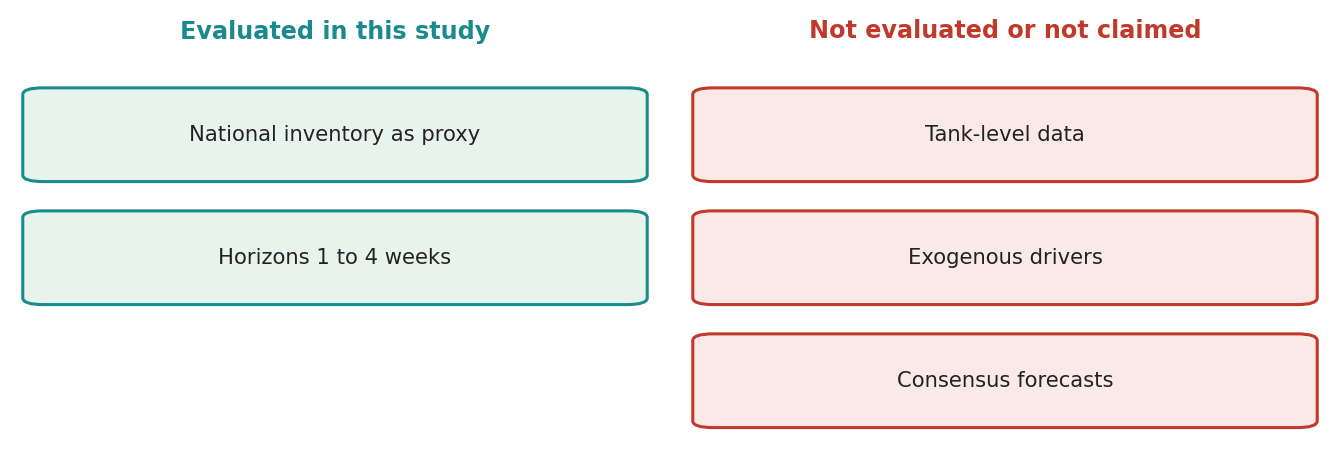 Evaluated in this study
National inventory as proxy
Horizons 1 to 4 weeks
Not evaluated or not claimed
Tank-level data
Exogenous drivers
Consensus forecasts